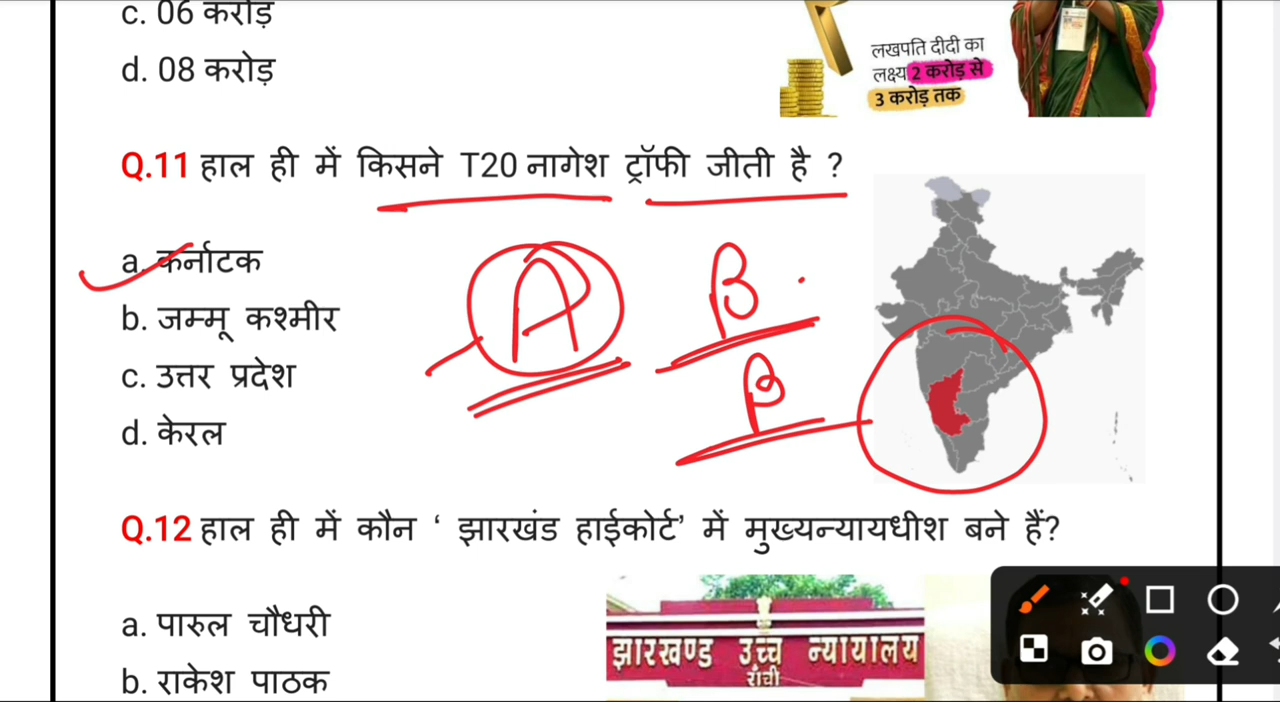 c. 06 करोड़
d. 08 करोड़
लखपति दीदी का
लक्ष्य 2 करोड़ से
3 करोड़ तक
Q.11 हाल ही में किसने T20 नागेश ट्रॉफी जीती है ?
a. कर्नाटक
b. जम्मू कश्मीर
c. उत्तर प्रदेश
d. केरल
A
B
B
Q.12 हाल ही में कौन ‘ झारखंड हाईकोर्ट’ में मुख्यन्यायधीश बने हैं?
a. पारुल चौधरी
b. राकेश पाठक
झारखण्ड उच्च न्यायालय
राँची